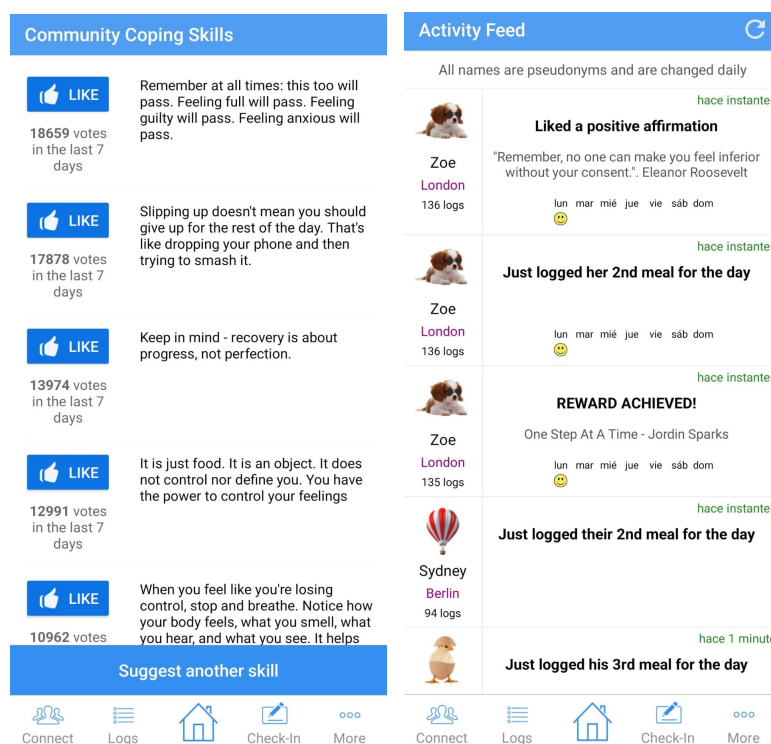 Community Coping Skills
LIKE
18659 votes
in the last 7
days
Remember at all times: this too will
pass. Feeling full will pass. Feeling
guilty will pass. Feeling anxious will
pass.
LIKE
17878 votes
in the last 7
days
Slipping up doesn't mean you should
give up for the rest of the day. That's
like dropping your phone and then
trying to smash it.
LIKE
13974 votes
in the last 7
days
Keep in mind - recovery is about
progress, not perfection.
LIKE
12991 votes
in the last 7
days
It is just food. It is an object. It does
not control nor define you. You have
the power to control your feelings
LIKE
10962 votes
When you feel like you're losing
control, stop and breathe. Notice how
your body feels, what you smell, what
you hear, and what you see. It helps
Suggest another skill
Connect
Logs
Check-In
More
Activity Feed
All names are pseudonyms and are changed daily
hace instante
Zoe
London
136 logs
Liked a positive affirmation
"Remember, no one can make you feel inferior
without your consent.". Eleanor Roosevelt
lun mar mié jue vie sáb dom
hace instante
Zoe
London
136 logs
Just logged her 2nd meal for the day
lun mar mié jue vie sáb dom
hace instante
Zoe
London
135 logs
REWARD ACHIEVED!
One Step At A Time - Jordin Sparks
lun mar mié jue vie sáb dom
hace instante
Sydney
Berlin
94 logs
Just logged their 2nd meal for the day
hace 1 minut
Just logged his 3rd meal for the day
Connect
Logs
Check-In
More